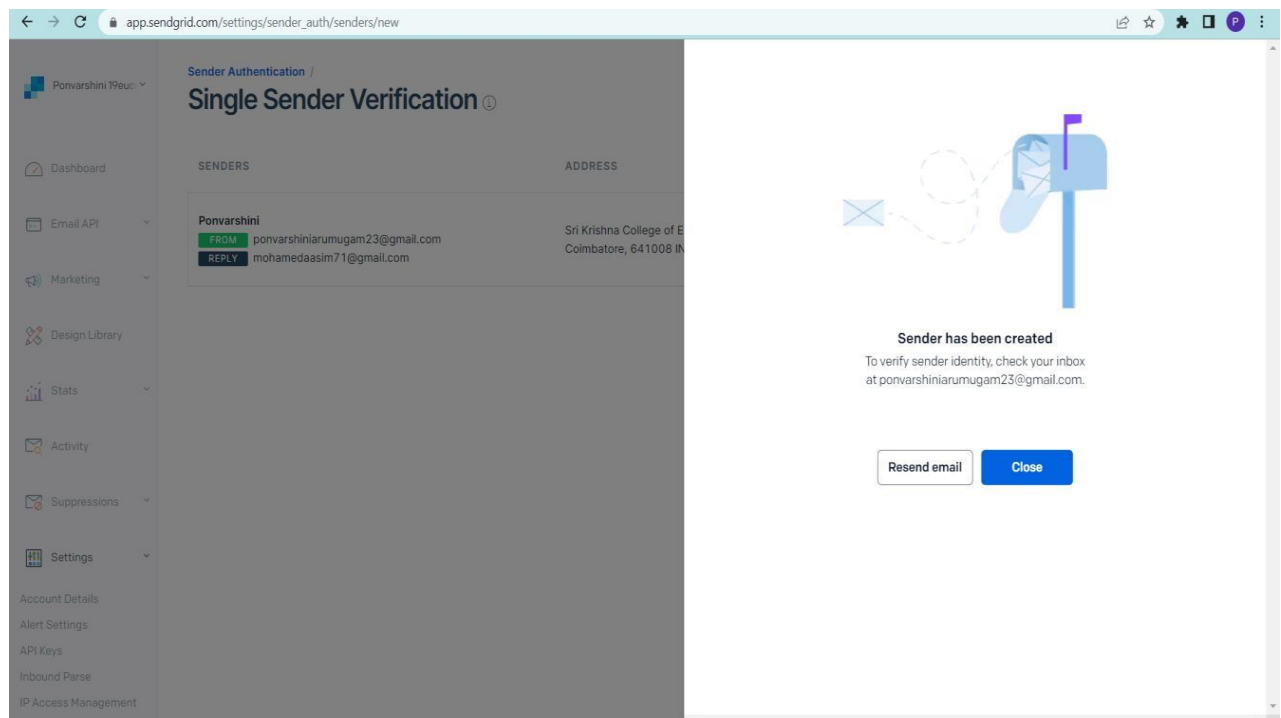 app.sendgrid.com/settings/sender_auth/senders/new
P
Ponvarshini 19euc
Dashboard
Email API
Marketing
Design Library
Stats
Activity
Suppressions
Settings
Account Details
Alert Settings
API Keys
Inbound Parse
IP Access Management
Sender Authentication /
Single Sender Verification
SENDERS ADDRESS
Ponvarshini
FROM ponvarshiniarumugam23@gmail.com
REPLY mohamedaasim71@gmail.com
Sri Krishna College of E
Coimbatore, 641008 IN
Sender has been created
To verify sender identity, check your inbox
at ponvarshiniarumugam23@gmail.com.
Resend email Close